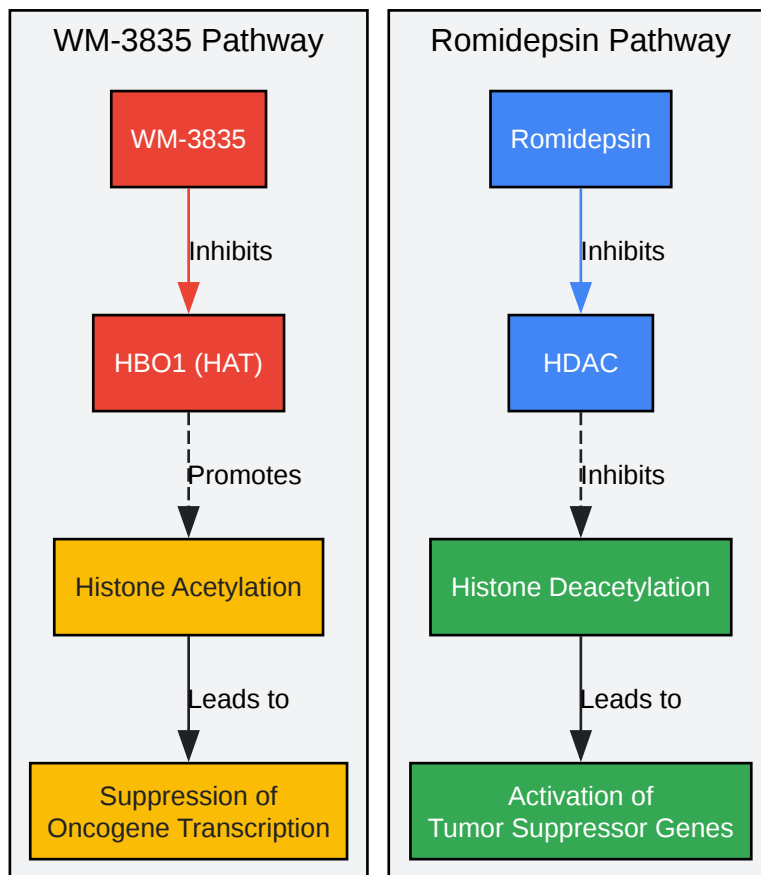 WM-3835 Pathway
WM-3835
Inhibits
HBO1 (HAT)
Promotes
Histone Acetylation
Leads to
Suppression of
Oncogene Transcription
Romidepsin Pathway
Romidepsin
Inhibits
HDAC
Inhibits
Histone Deacetylation
Leads to
Activation of
Tumor Suppressor Genes